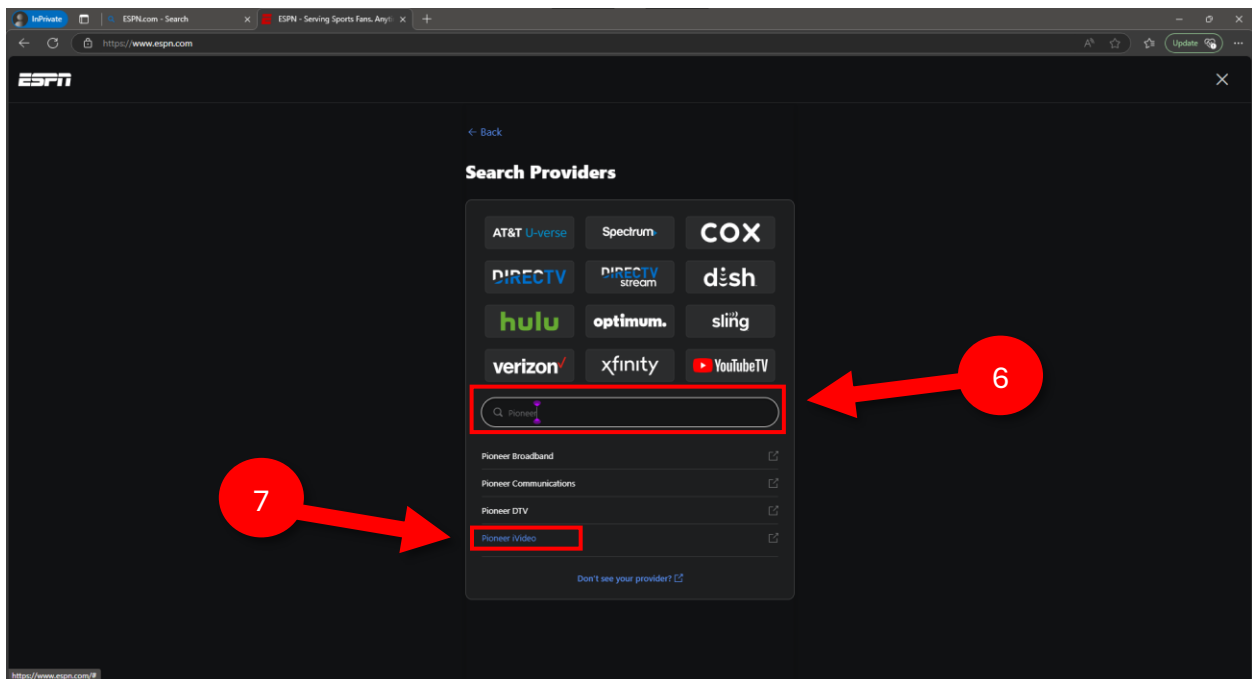 InPrivate
ESPN.com - Search
ESPN - Serving Sports Fans. Anyti
https://www.espn.com
Update
ESPN
← Back
Search Providers
AT&T U-verse
Spectrum
COX
DIRECTV
DIRECTV stream
dish
hulu
optimum.
sling
verizon
xfinity
YouTubeTV
6
Pioneer
Pioneer Broadband
Pioneer Communications
7
Pioneer DTV
Pioneer iVideo
Don't see your provider?
https://www.espn.com/#